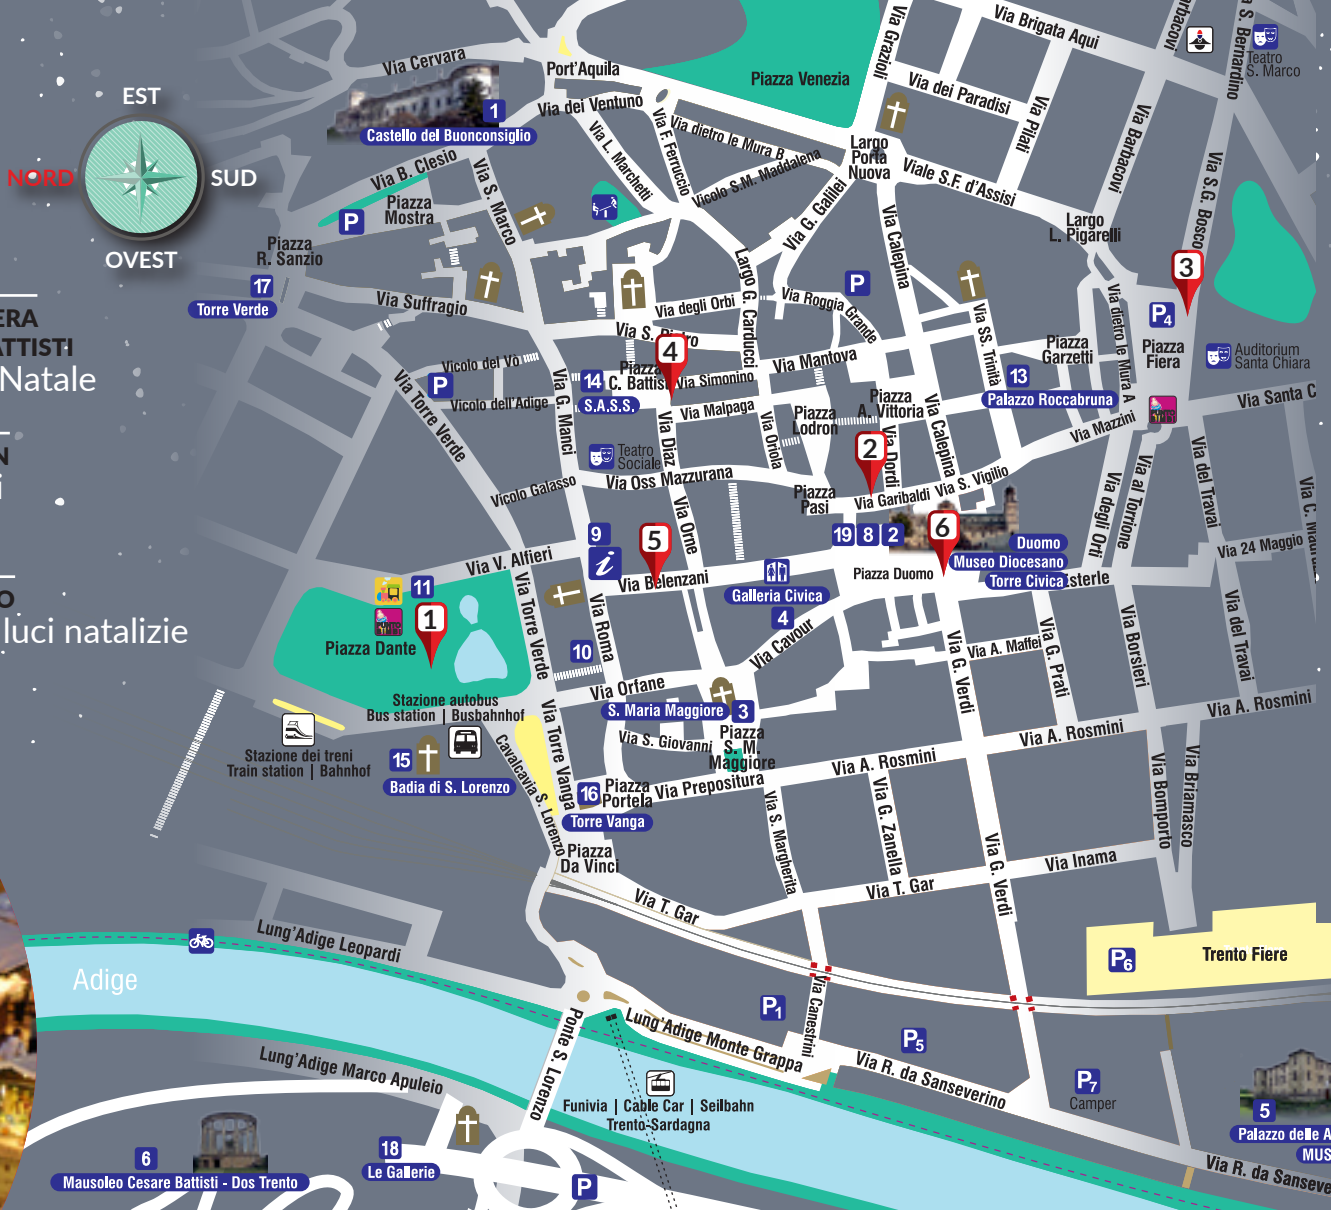 EST
NORD
SUD
OVEST
ERA
ATTISTI
Natale
N
i
O
luci natalizie
Via Cervara
Port'Aquila
Piazza Venezia
Via Grazioli
Via Brigata Aqui
Via dei Paradisi
Via Pilati
Via Barbacovi
Via S. Bernardino
Teatro
S. Marco
1
Castello del Buonconsiglio
Via dei Ventuno
Via L. Marchetti
Via F. Ferruccio
Via dietro le Mura B
Vicolo S.M. Maddalena
Largo
Porta
Nuova
Viale S.F. d'Assisi
Via G. Galilei
Via Calepina
Largo
L. Pigarelli
Via S.G. Bosco
Via B. Clesio
Piazza
Mostra
P
Via S. Marco
Piazza
R. Sanzio
17
Torre Verde
Via Suffragio
Via degli Orbi
Largo G. Carducci
Via Roggia Grande
P
3
P4
Piazza
Fiera
Via dietro le Mura A
Auditorium
Santa Chiara
Via S. Pietro
4
Piazza
C. Battisti
14
S.A.S.S.
Via Simonino
Via Malpaga
Via Mantova
Via SS. Trinità
Piazza
Garzetti
13
Palazzo Roccabruna
Via Santa C
Via Mazzini
Vicolo del Vò
P
Vicolo dell'Adige
Via G. Manci
Via Torre Verde
Via Diaz
Via Oriola
Piazza
Lodron
Piazza
A. Vittoria
Via Dordi
Via Calepina
2
Teatro
Sociale
Via Oss Mazzurana
Vicolo Galasso
Piazza
Pasi
Via Garibaldi
Via S. Vigilio
Via degli Orti
Via al Torrione
Via del Travai
Via 24 Maggio
9
i
5
Via Orne
Via Belenzani
19
8
2
6
Duomo
Museo Diocesano
Torre Civica
Piazza Duomo
Galleria Civica
4
Via V. Alfieri
11
1
Piazza Dante
Via Torre Verde
Via Roma
10
Via Cavour
Via G. Verdi
Via A. Maffei
Via G. Prati
Via Borsieri
Via del Travai
Via Orfane
S. Maria Maggiore
3
Piazza
S. M.
Maggiore
Via S. Giovanni
Stazione autobus
Bus station | Busbahnhof
Stazione dei treni
Train station | Bahnhof
15
Badia di S. Lorenzo
Cavalcavia S. Lorenzo
Via Torre Vanga
16
Piazza
Portela
Torre Vanga
Via Prepositura
Via A. Rosmini
Via A. Rosmini
Via A. Rosmini
Piazza
Da Vinci
Via S. Margherita
Via G. Zanella
Via G. Verdi
Via Bomporto
Via Briamasco
Via Inama
Via T. Gar
Via T. Gar
Lung'Adige Leopardi
Adige
Trento Fiere
P6
P1
Via Canestrini
P5
Via R. da Sanseverino
P7
Camper
Lung'Adige Monte Grappa
Ponte S. Lorenzo
Lung'Adige Marco Apuleio
Funivia | Cable Car | Seilbahn
Trento-Sardagna
18
Le Gallerie
P
6
Mausoleo Cesare Battisti - Dos Trento
5
Palazzo delle A
MUS
Via R. da Sanseve